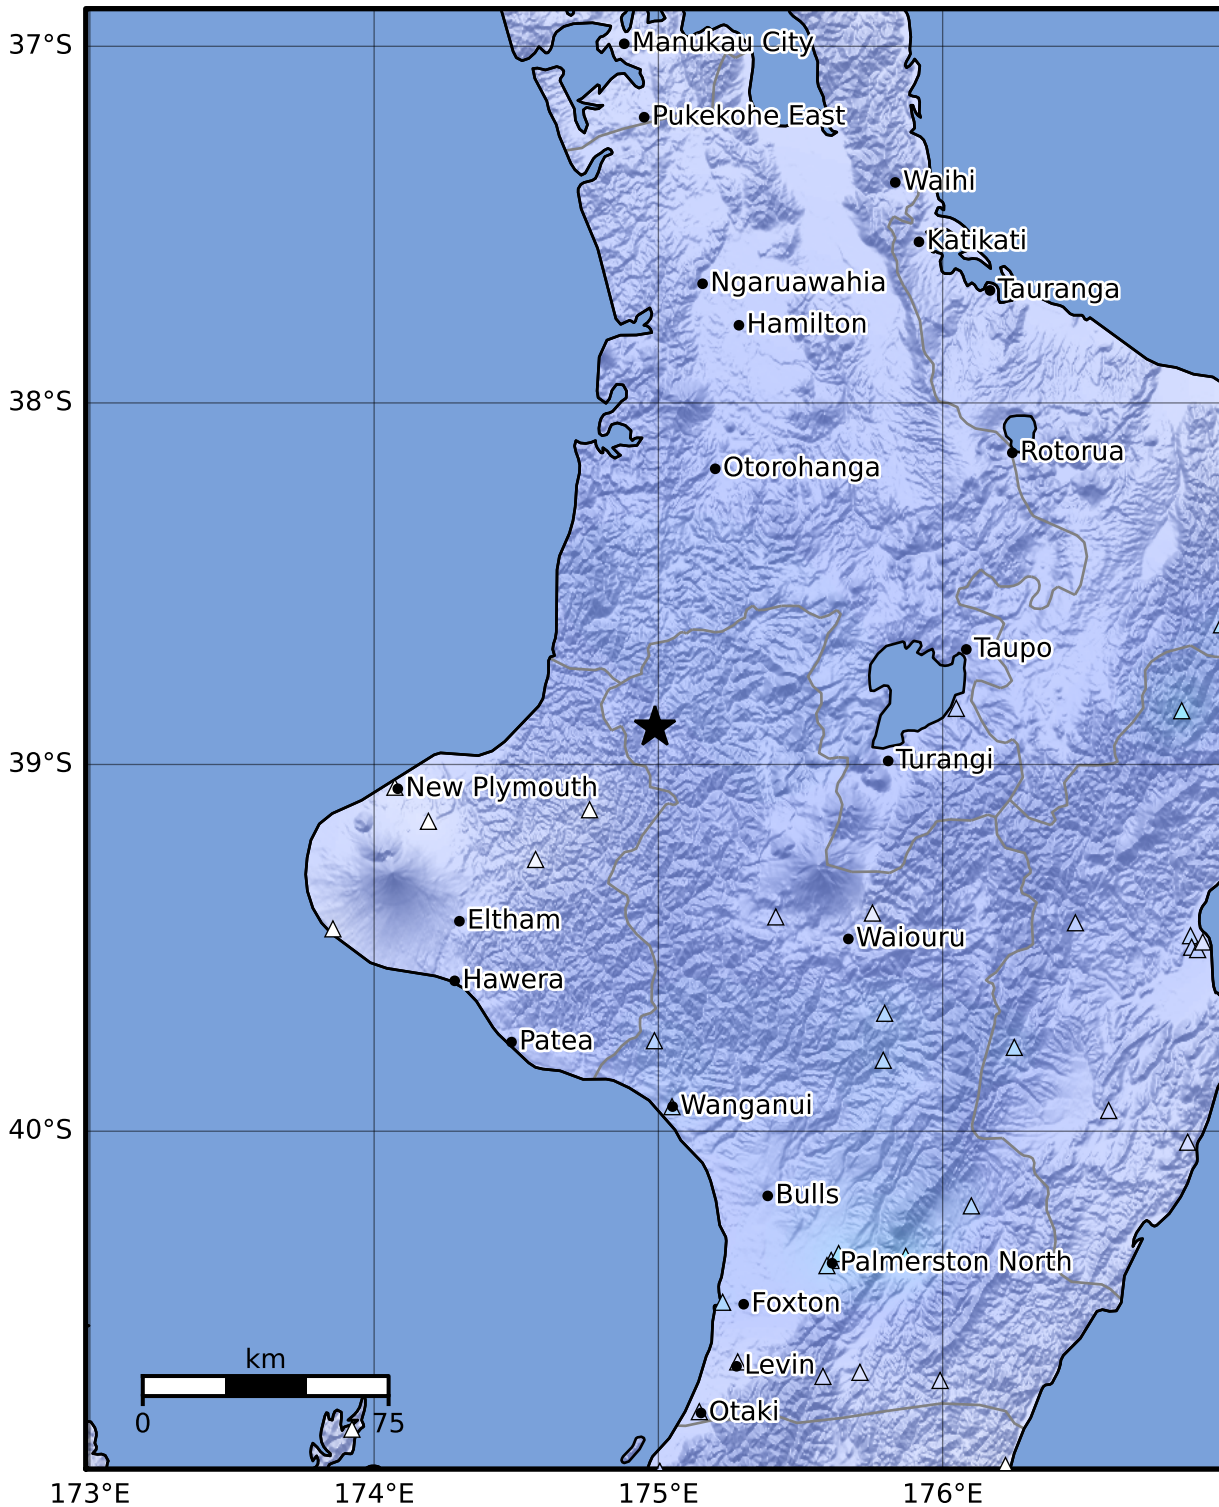 37°S
Manukau City
Pukekohe East
Waihi
Katikati
Ngaruawahia
Tauranga
Hamilton
38°S
Rotorua
Otorohanga
Taupo
39°S
Turangi
New Plymouth
Eltham
Waiouru
Hawera
Patea
Wanganui
40°S
Bulls
Palmerston North
Foxton
km
Levin
0
75
Otaki
173°E
174°E
175°E
176°E